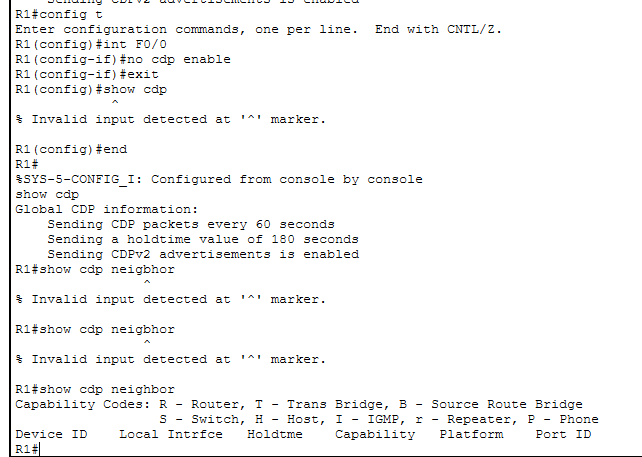 Sending CDPv2 advertisements is enabled
R1#config t
Enter configuration commands, one per line.  End with CNTL/Z.
R1(config)#int F0/0
R1(config-if)#no cdp enable
R1(config-if)#exit
R1(config)#show cdp
^
% Invalid input detected at '^' marker.
R1(config)#end
R1#
%SYS-5-CONFIG_I: Configured from console by console
show cdp
Global CDP information:
Sending CDP packets every 60 seconds
Sending a holdtime value of 180 seconds
Sending CDPv2 advertisements is enabled
R1#show cdp neigbhor
^
% Invalid input detected at '^' marker.
R1#show cdp neigbhor
^
% Invalid input detected at '^' marker.
R1#show cdp neighbor
Capability Codes: R - Router, T - Trans Bridge, B - Source Route Bridge
S - Switch, H - Host, I - IGMP, r - Repeater, P - Phone
Device ID    Local Intrfce   Holdtme    Capability   Platform    Port ID
R1#